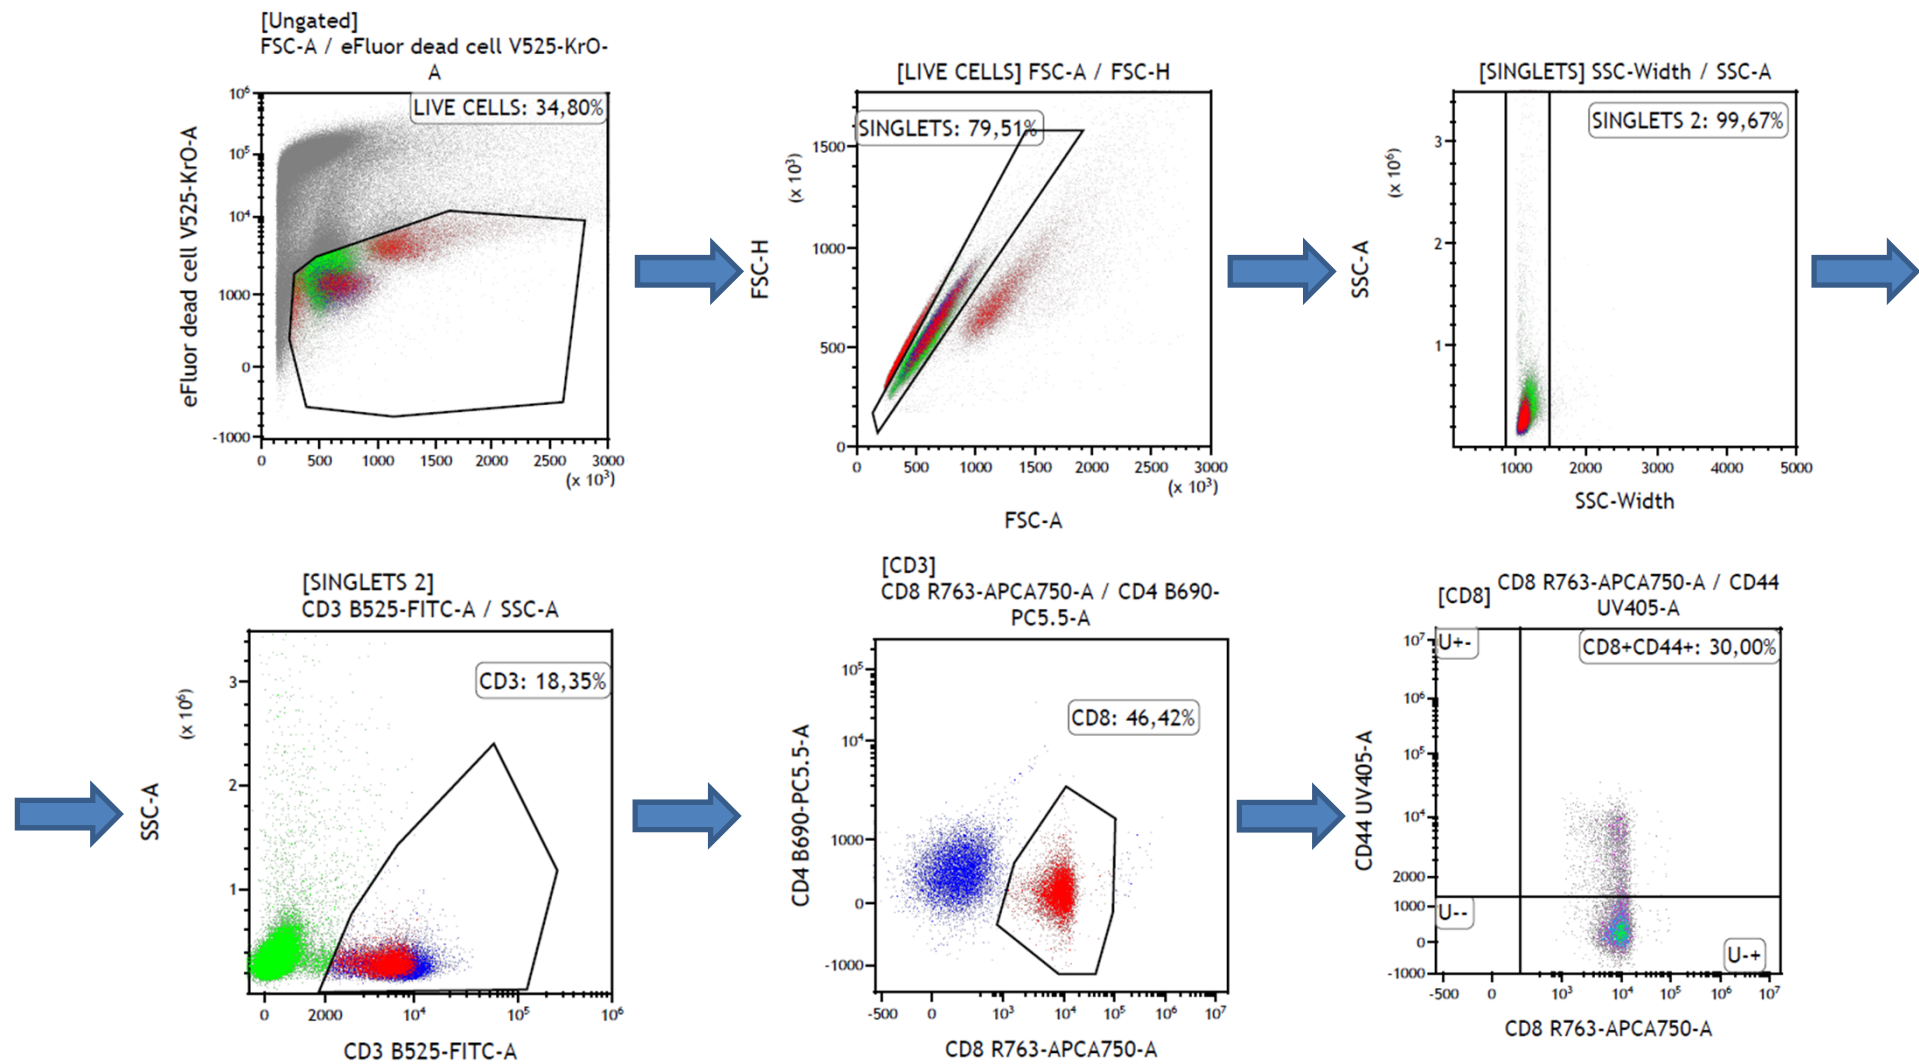 [Ungated]
FSC-A / eFluor dead cell V525-KrO-
A
LIVE CELLS: 34,80%
eFluor dead cell V525-KrO-A
10⁶
10⁵
10⁴
1000
0
-1000
0 500 1000 1500 2000 2500 3000
(x 10³)
[LIVE CELLS] FSC-A / FSC-H
SINGLETS: 79,51%
(x 10³)
FSC-H
1500
1000
500
0
0 500 1000 1500 2000 2500 3000
(x 10³)
FSC-A
[SINGLETS] SSC-Width / SSC-A
SINGLETS 2: 99,67%
(x 10⁶)
SSC-A
3
2
1
1000 2000 3000 4000 5000
SSC-Width
[SINGLETS 2]
CD3 B525-FITC-A / SSC-A
CD3: 18,35%
(x 10⁶)
SSC-A
3
2
1
0 2000 10⁴ 10⁵ 10⁶
CD3 B525-FITC-A
[CD3]
CD8 R763-APCA750-A / CD4 B690-
PC5.5-A
CD8: 46,42%
CD4 B690-PC5.5-A
10⁵
10⁴
1000
0
-1000
-500 0 10³ 10⁴ 10⁵ 10⁶ 10⁷
CD8 R763-APCA750-A
[CD8] CD8 R763-APCA750-A / CD44
UV405-A
U+-
CD8+CD44+: 30,00%
CD44 UV405-A
10⁷
10⁶
10⁵
10⁴
2000
1000
0
-1000
U--
U-+
-500 0 10³ 10⁴ 10⁵ 10⁶ 10⁷
CD8 R763-APCA750-A